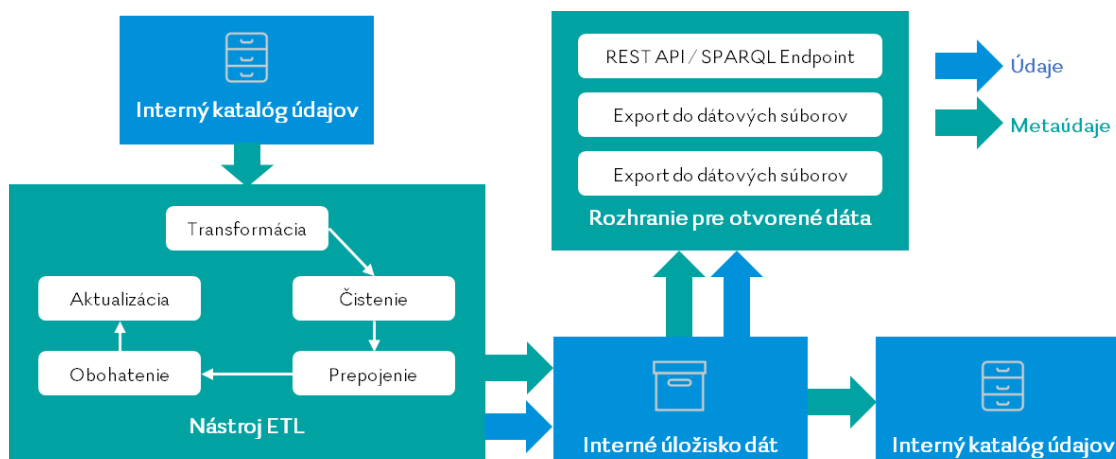 Interný katalóg údajov
REST API / SPARQL Endpoint
Export do dátových súborov
Export do dátových súborov
Rozhranie pre otvorené dáta
Údaje
Metaúdaje
Transformácia
Čistenie
Prepojenie
Obohatenie
Aktualizácia
Nástroj ETL
Interné úložisko dát
Interný katalóg údajov